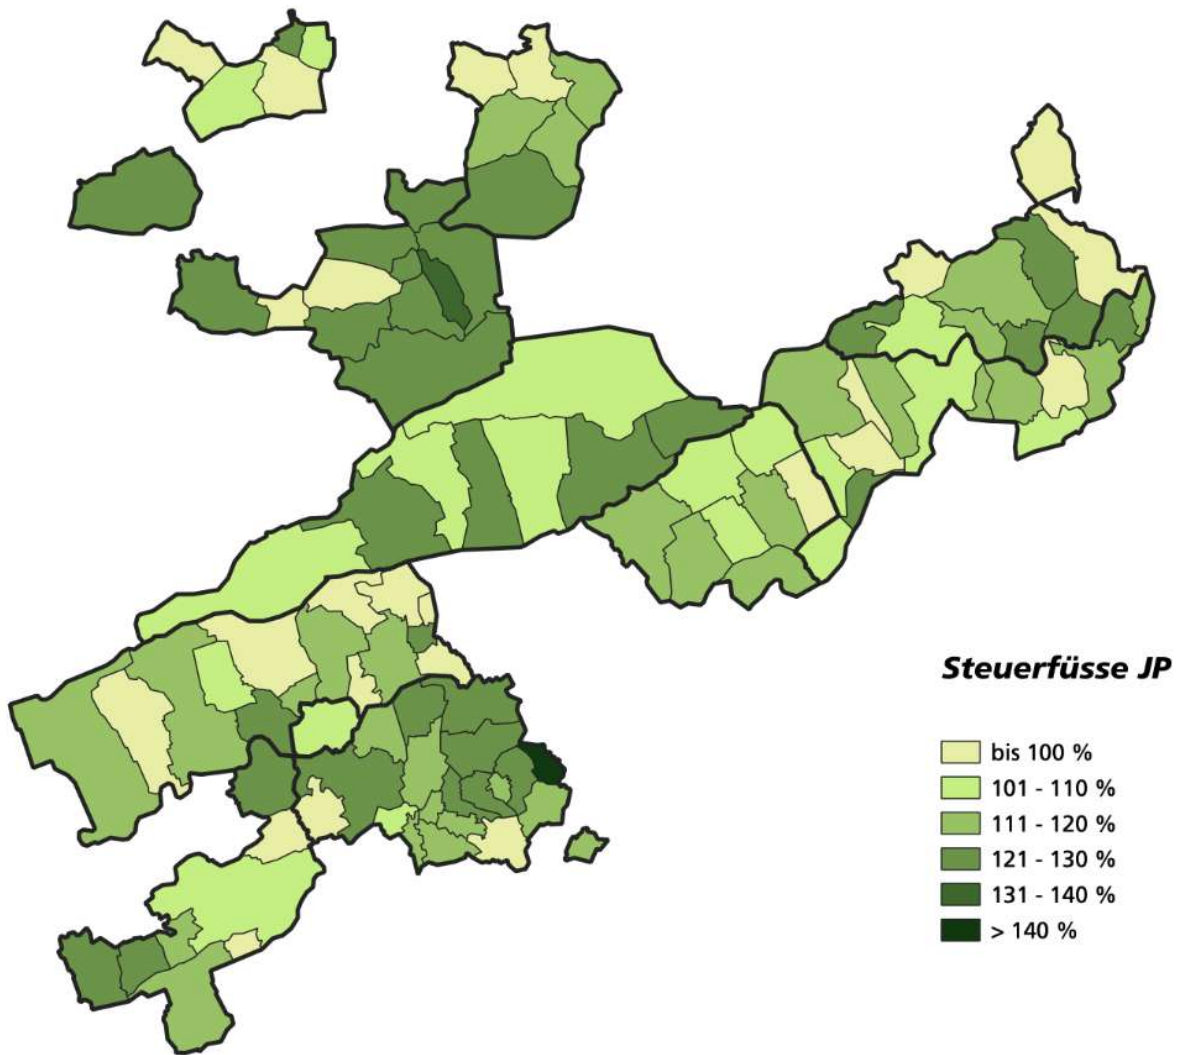 Steuerfüsse JP
bis 100 %
101 - 110 %
111 - 120 %
121 - 130 %
131 - 140 %
> 140 %